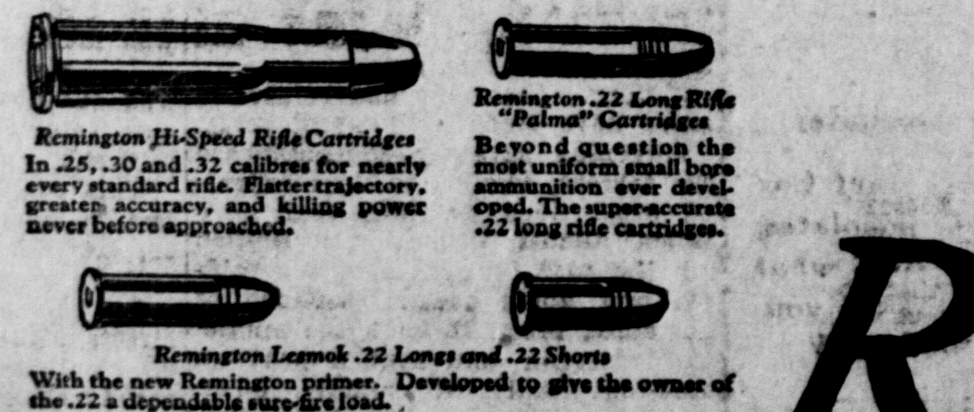 Remington Hi-Speed Rifle Cartridges
In .25, .30 and .32 calibres for nearly
every standard rifle. Flatter trajectory,
greater accuracy, and killing power
never before approached.
Remington .22 Long Rifle
"Palma" Cartridges
Beyond question the
most uniform small bore
ammunition ever devel-
oped. The super-accurate
.22 long rifle cartridges.
Remington Lesmok .22 Longs and .22 Shorts
With the new Remington primer. Developed to give the owner of
the .22 a dependable sure-fire load.
R